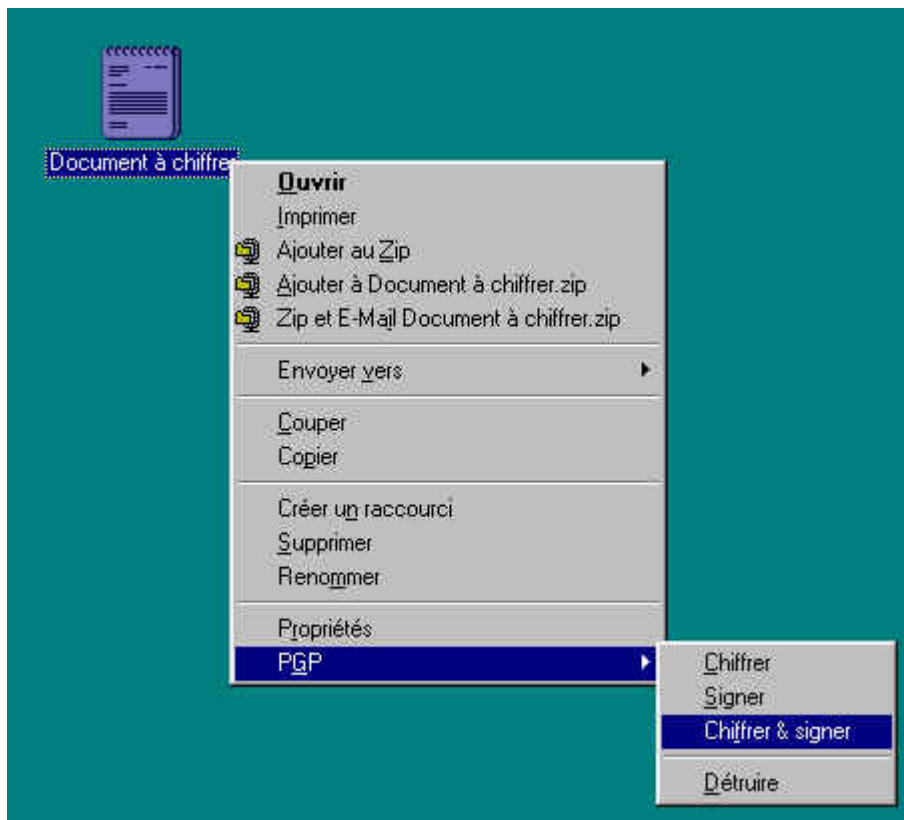 Document à chiffrer
Ouvrir
Imprimer
Ajouter au Zip
Ajouter à Document à chiffrer.zip
Zip et E-Mail Document à chiffrer.zip
Envoyer vers
Couper
Copier
Créer un raccourci
Supprimer
Renommer
Propriétés
PGP
Chiffrer
Signer
Chiffrer & signer
Détruire